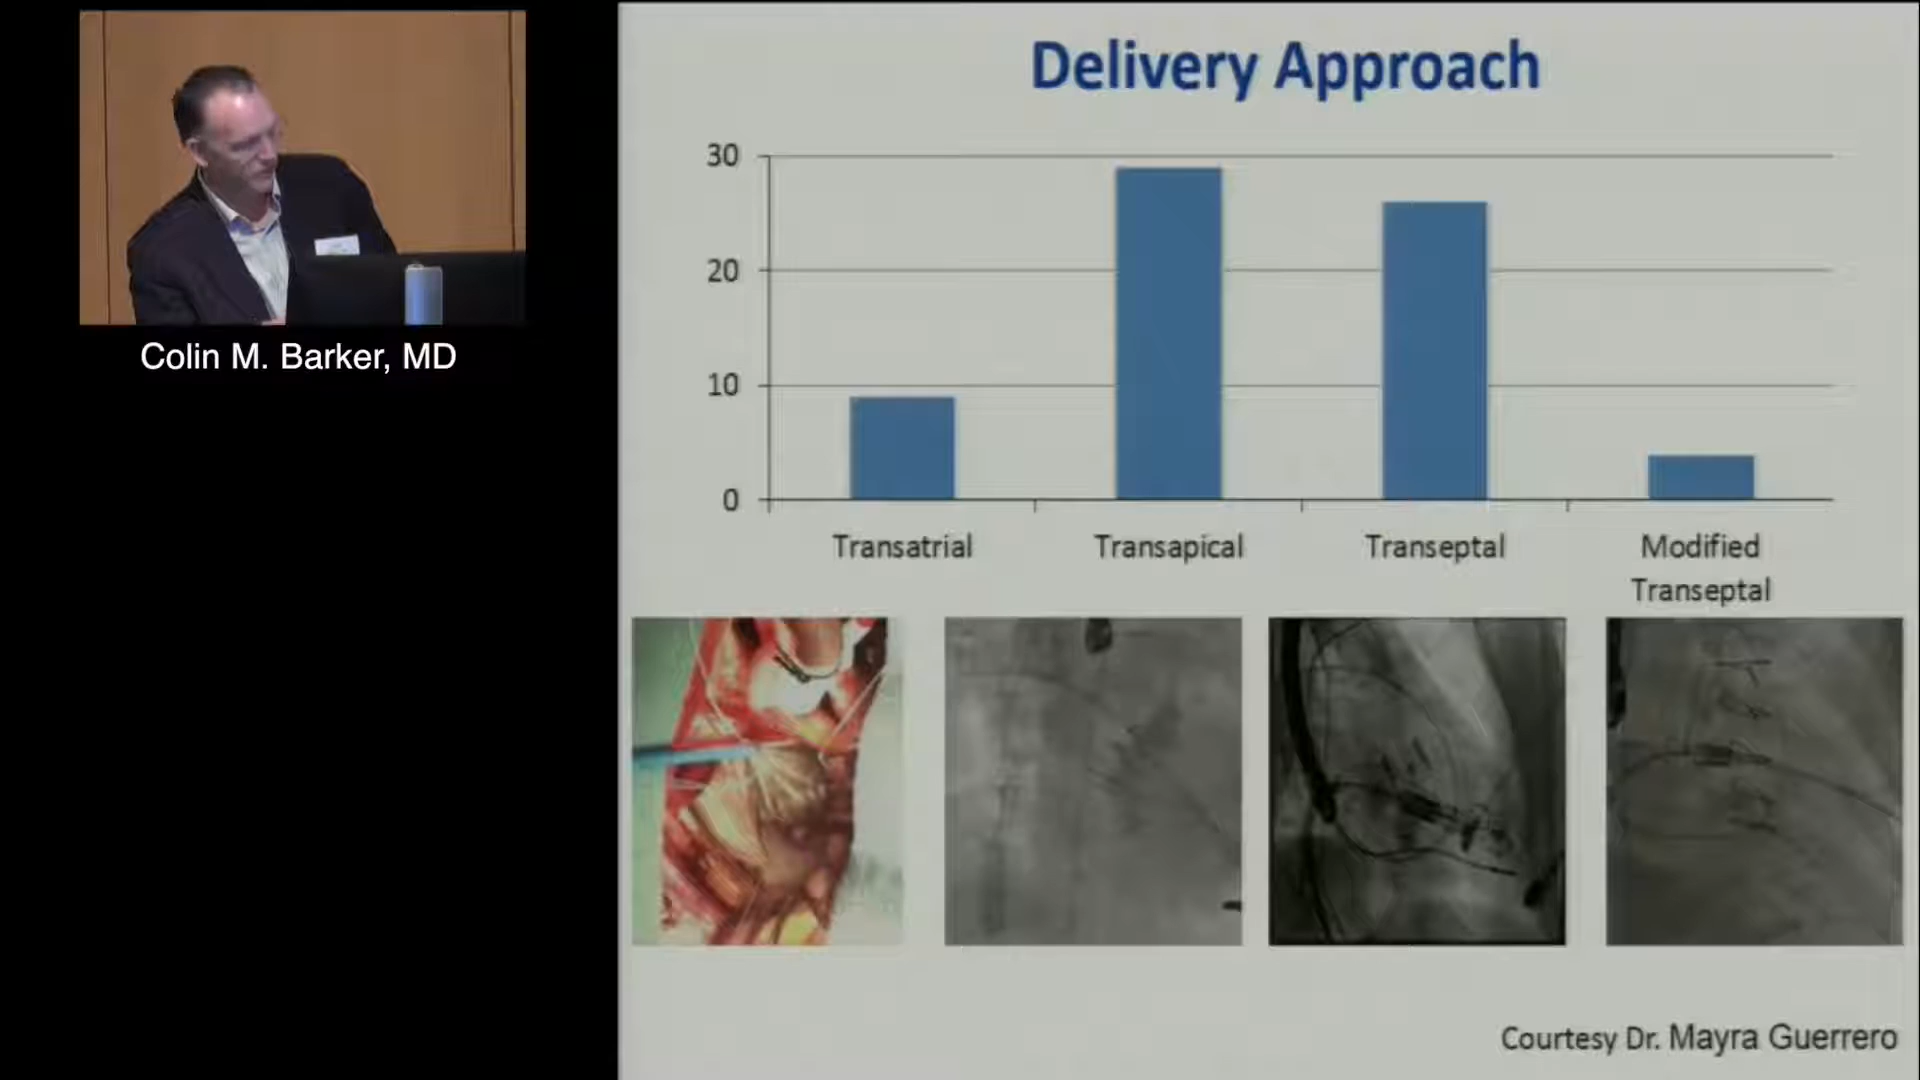 Delivery Approach
30
20
10
0
Transatrial
Transapical
Transeptal
Modified
Transeptal
Colin M. Barker, MD
Courtesy Dr. Mayra Guerrero